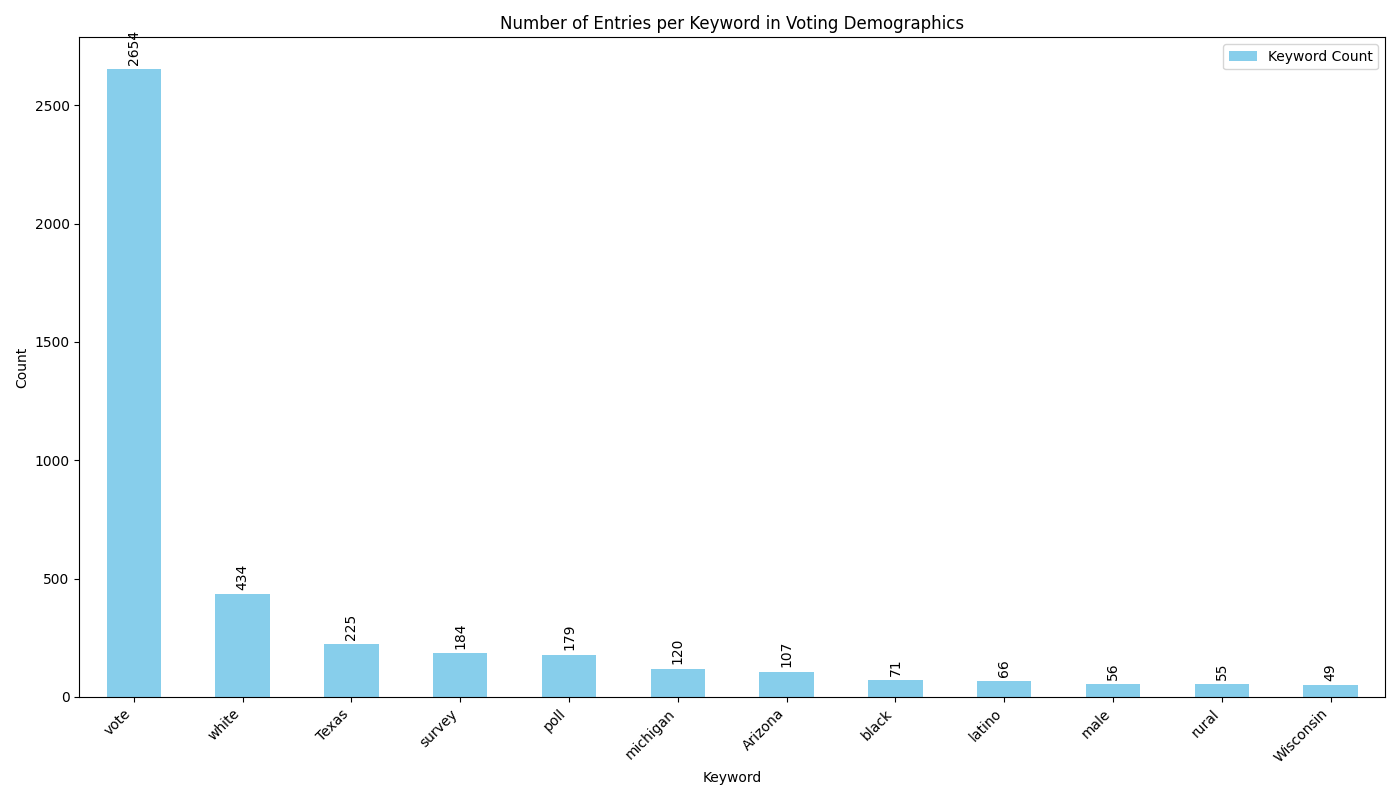 Number of Entries per Keyword in Voting Demographics
Keyword Count
2654
434
225
184
179
120
107
71
66
56
55
49
Count
2500
2000
1500
1000
500
0
vote
white
Texas
survey
poll
michigan
Arizona
black
latino
male
rural
Wisconsin
Keyword